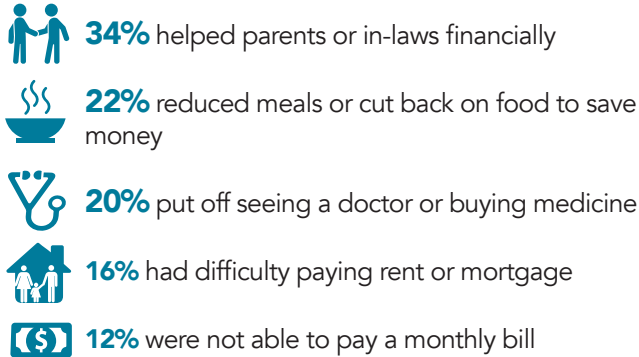 34% helped parents or in-laws financially
22% reduced meals or cut back on food to save
money
20% put off seeing a doctor or buying medicine
16% had difficulty paying rent or mortgage
$
12% were not able to pay a monthly bill